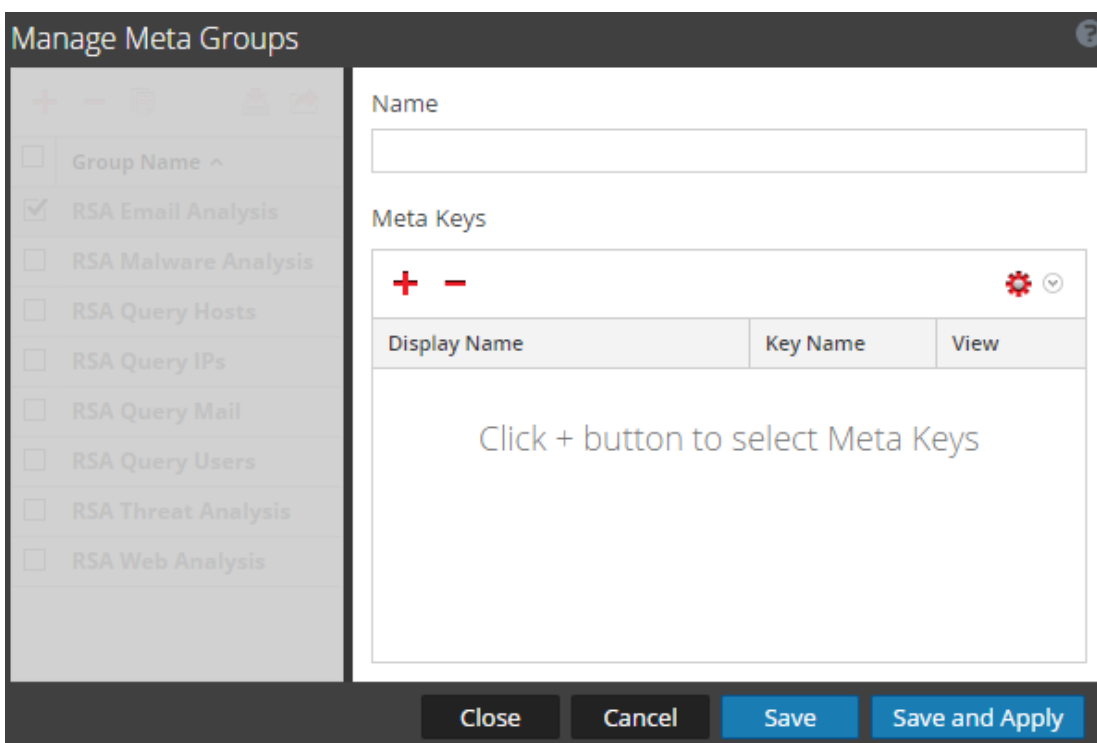 Manage Meta Groups
Group Name
RSA Email Analysis
RSA Malware Analysis
RSA Query Hosts
RSA Query IPs
RSA Query Mail
RSA Query Users
RSA Threat Analysis
RSA Web Analysis
Name
Meta Keys
Display Name Key Name View
Click + button to select Meta Keys
Close Cancel Save Save and Apply